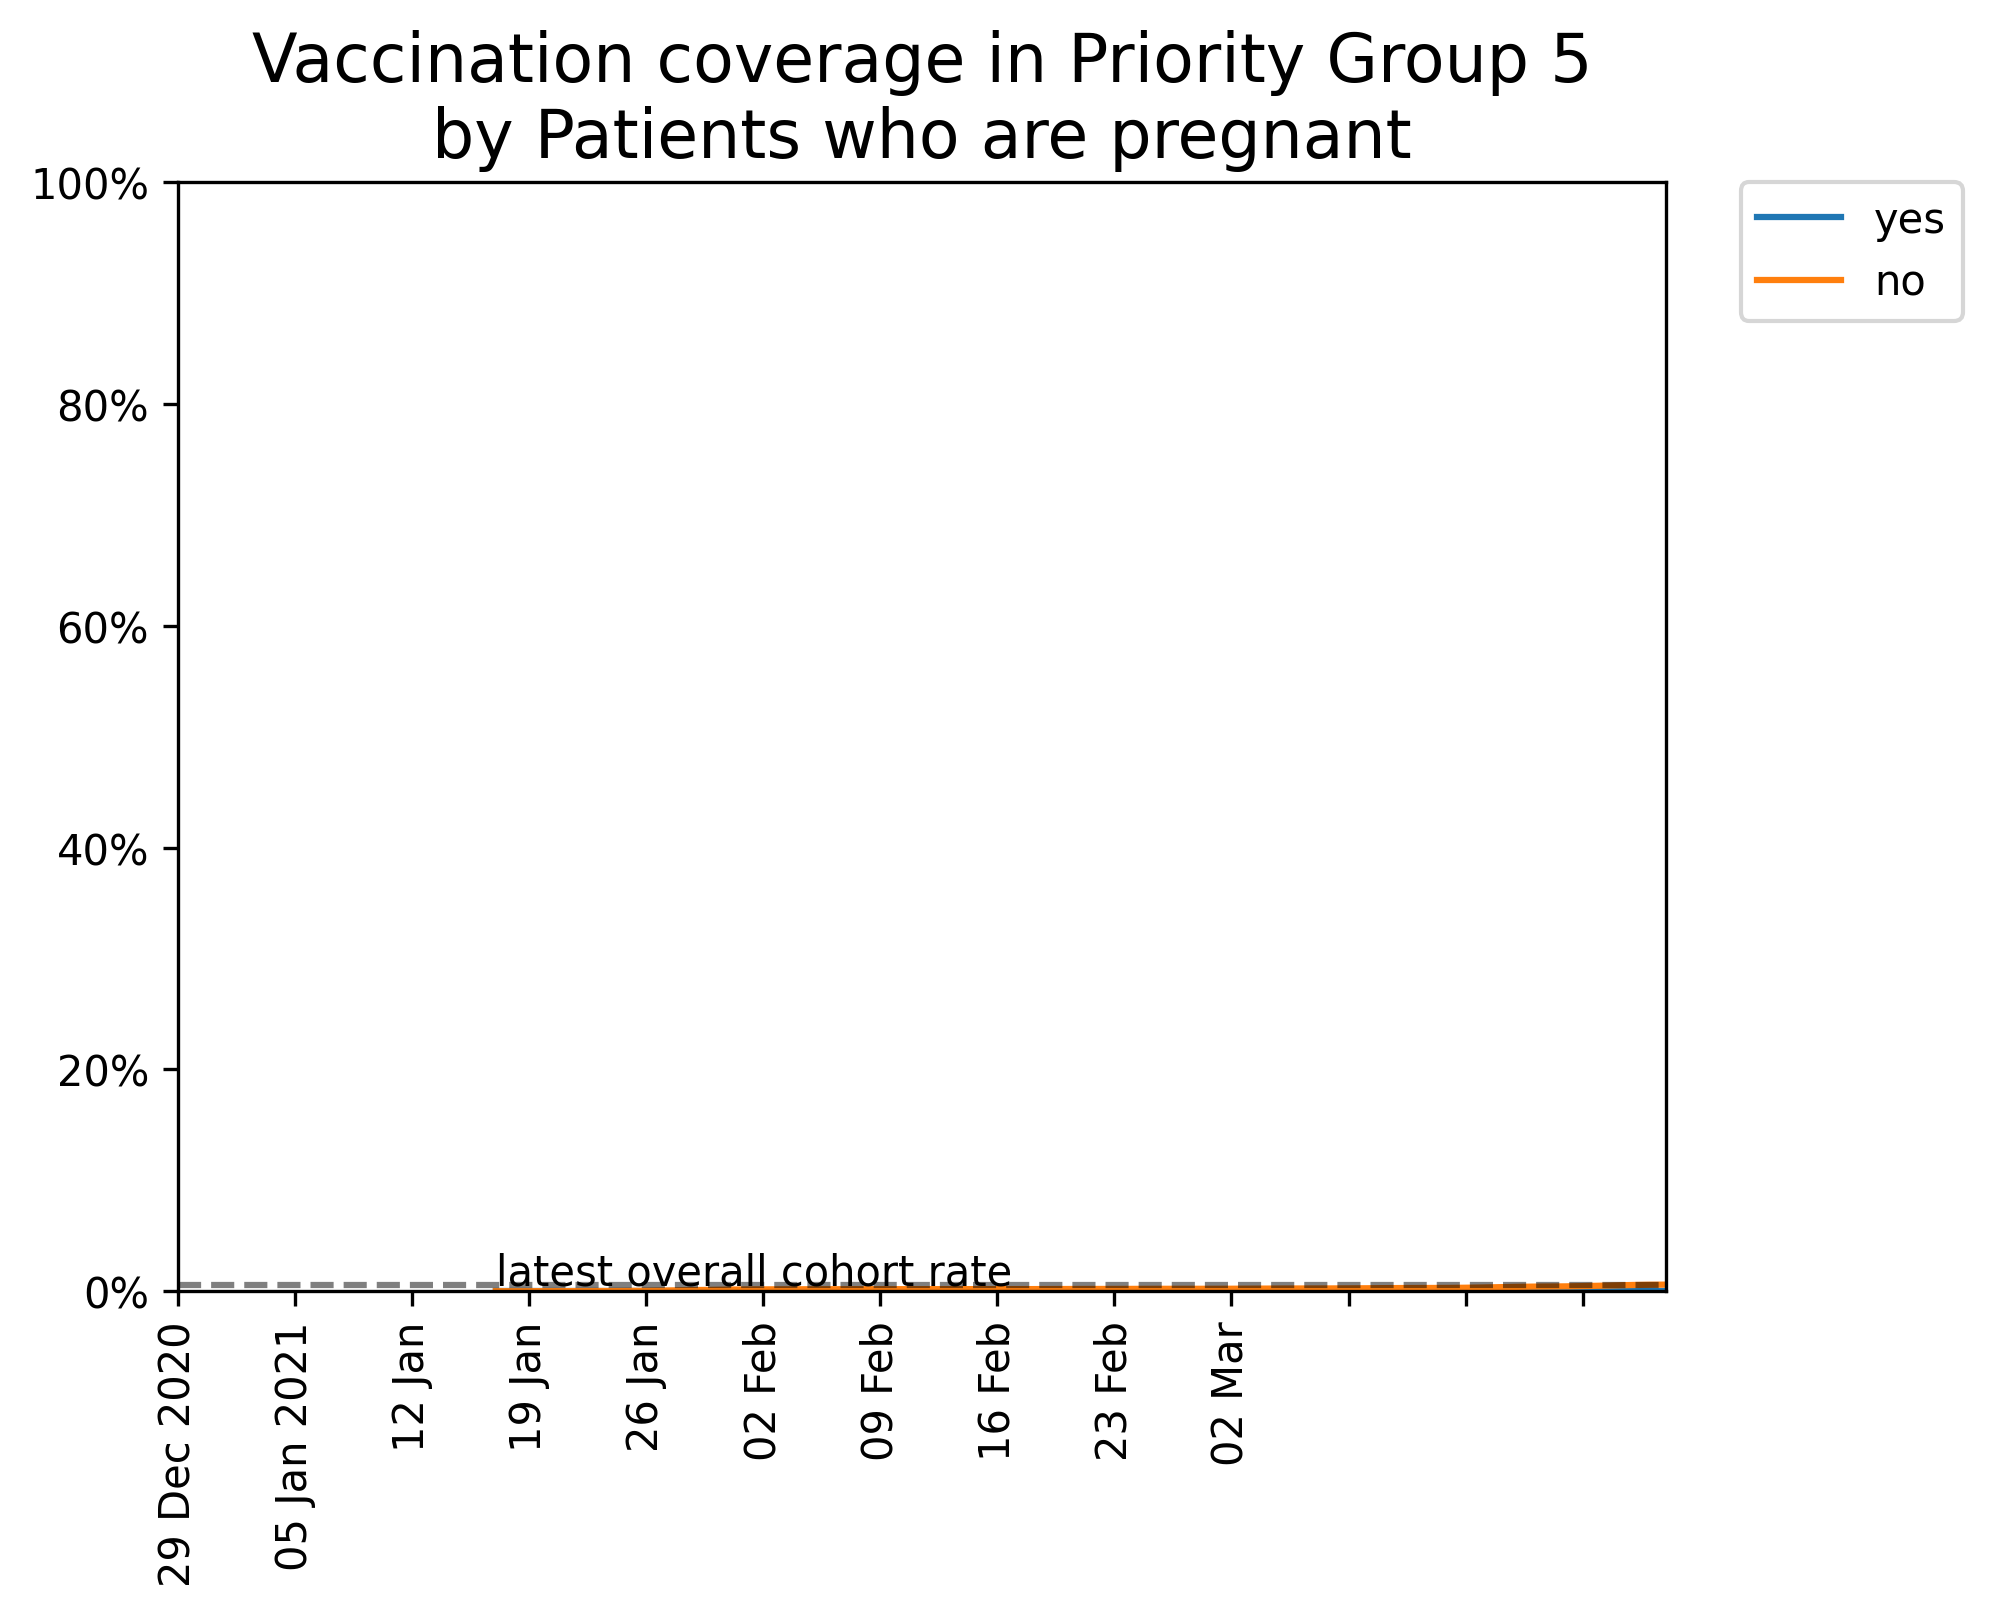 Vaccination coverage in Priority Group 5
by Patients who are pregnant
100%
80%
60%
40%
20%
0%
yes
no
latest overall cohort rate
29 Dec 2020
05 Jan 2021
12 Jan
19 Jan
26 Jan
02 Feb
09 Feb
16 Feb
23 Feb
02 Mar